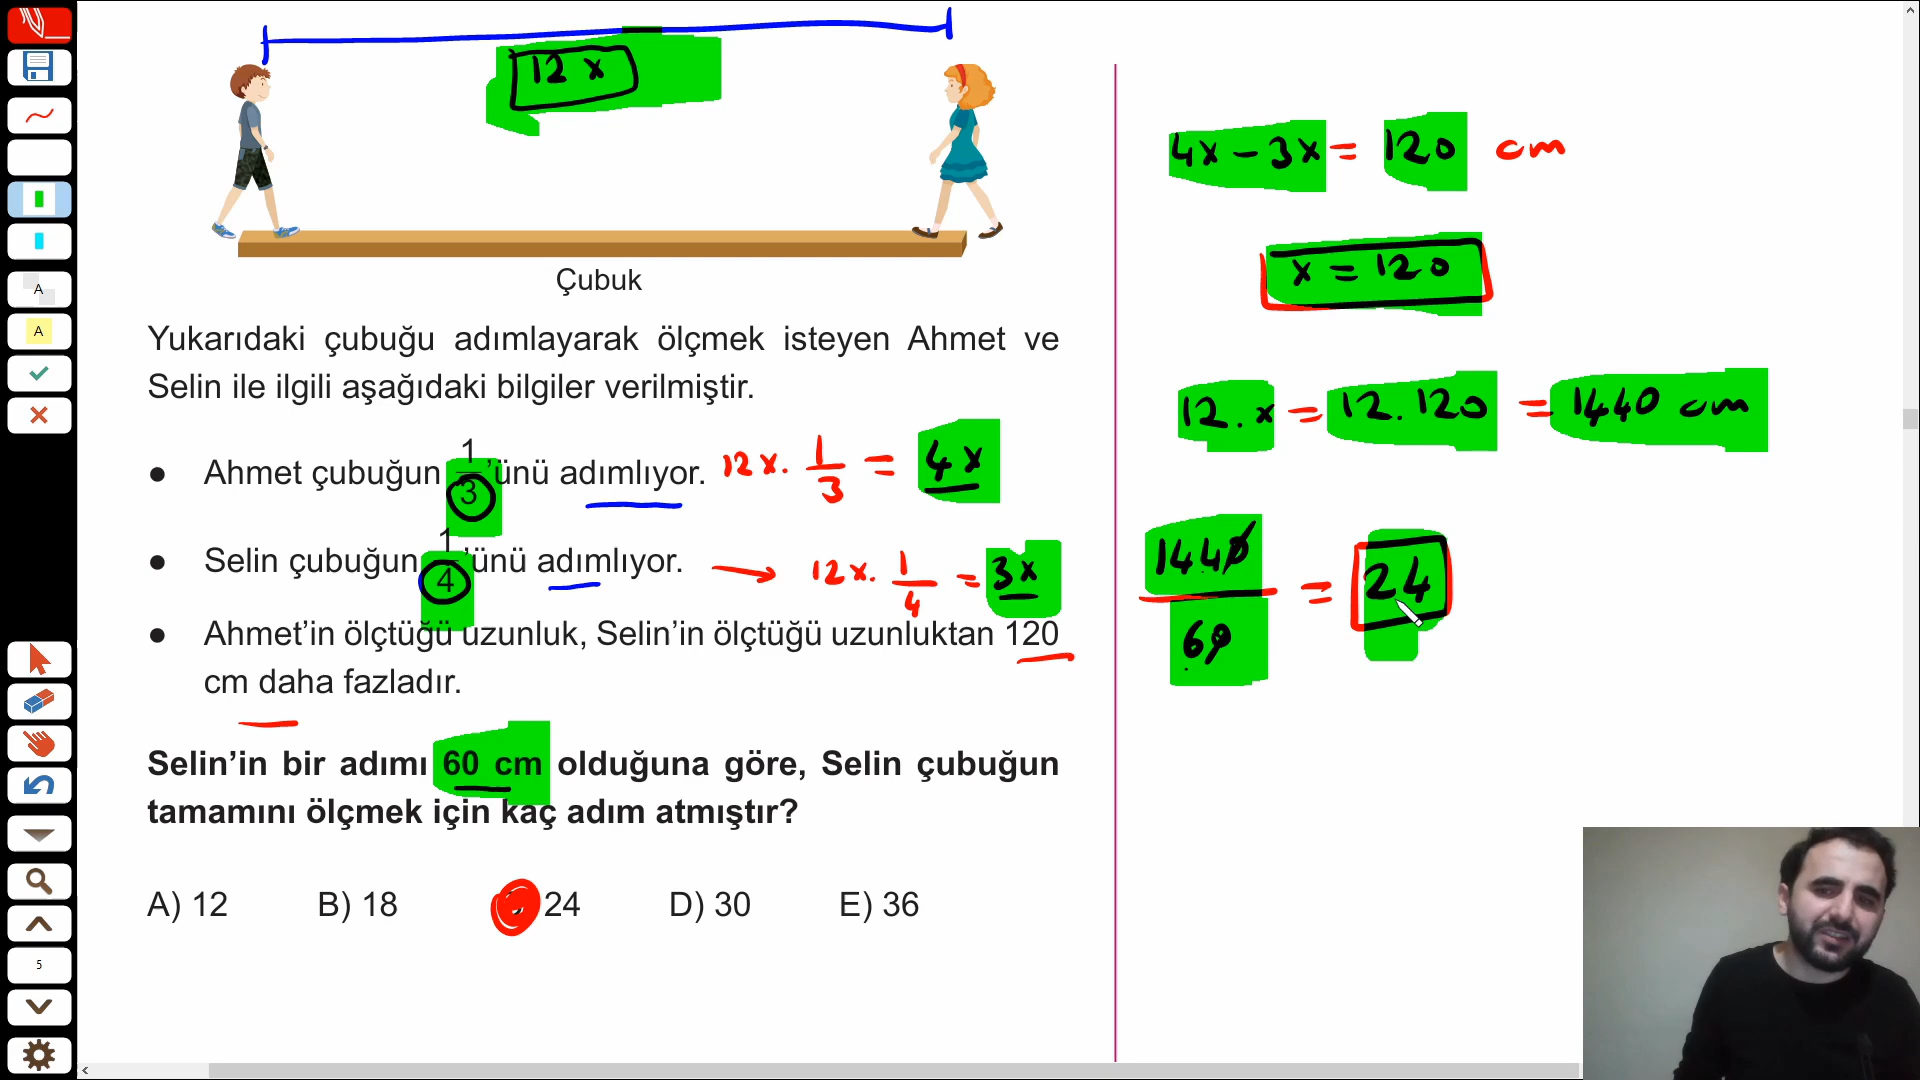 12 x
Çubuk
Yukarıdaki çubuğu adımlayarak ölçmek isteyen Ahmet ve
Selin ile ilgili aşağıdaki bilgiler verilmiştir.
● Ahmet çubuğun 1/3 'ünü adımlıyor. 12 x. 1/3 = 4 x
● Selin çubuğun 1/4 'ünü adımlıyor. → 12 x. 1/4 = 3x
● Ahmet'in ölçtüğü uzunluk, Selin'in ölçtüğü uzunluktan 120
cm daha fazladır.
Selin'in bir adımı 60 cm olduğuna göre, Selin çubuğun
tamamını ölçmek için kaç adım atmıştır?
A) 12 B) 18 24 D) 30 E) 36
4x - 3x = 120 cm
x = 120
12. x = 12. 120 = 1440 cm
1440/60 = 24
A
A
5